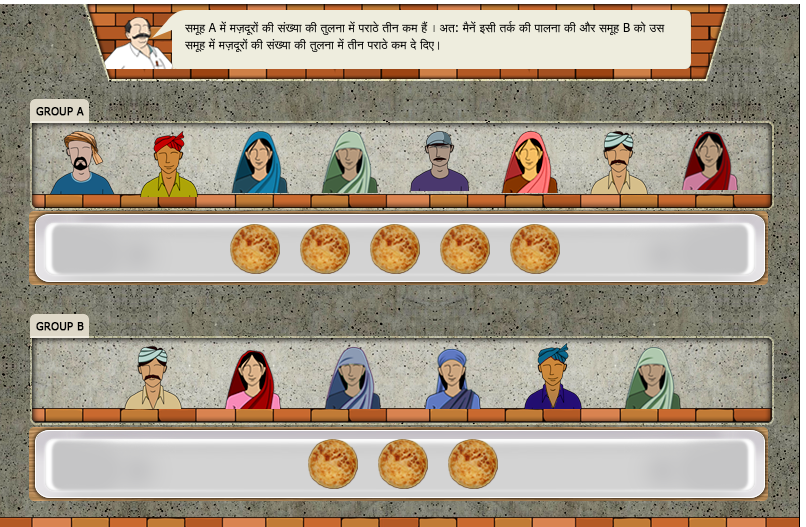 समूह A में मज़दूरों की संख्या की तुलना में पराठे तीन कम हैं । अत: मैनें इसी तर्क की पालना की और समूह B को उस
समूह में मज़दूरों की संख्या की तुलना में तीन पराठे कम दे दिए।
GROUP A
GROUP B